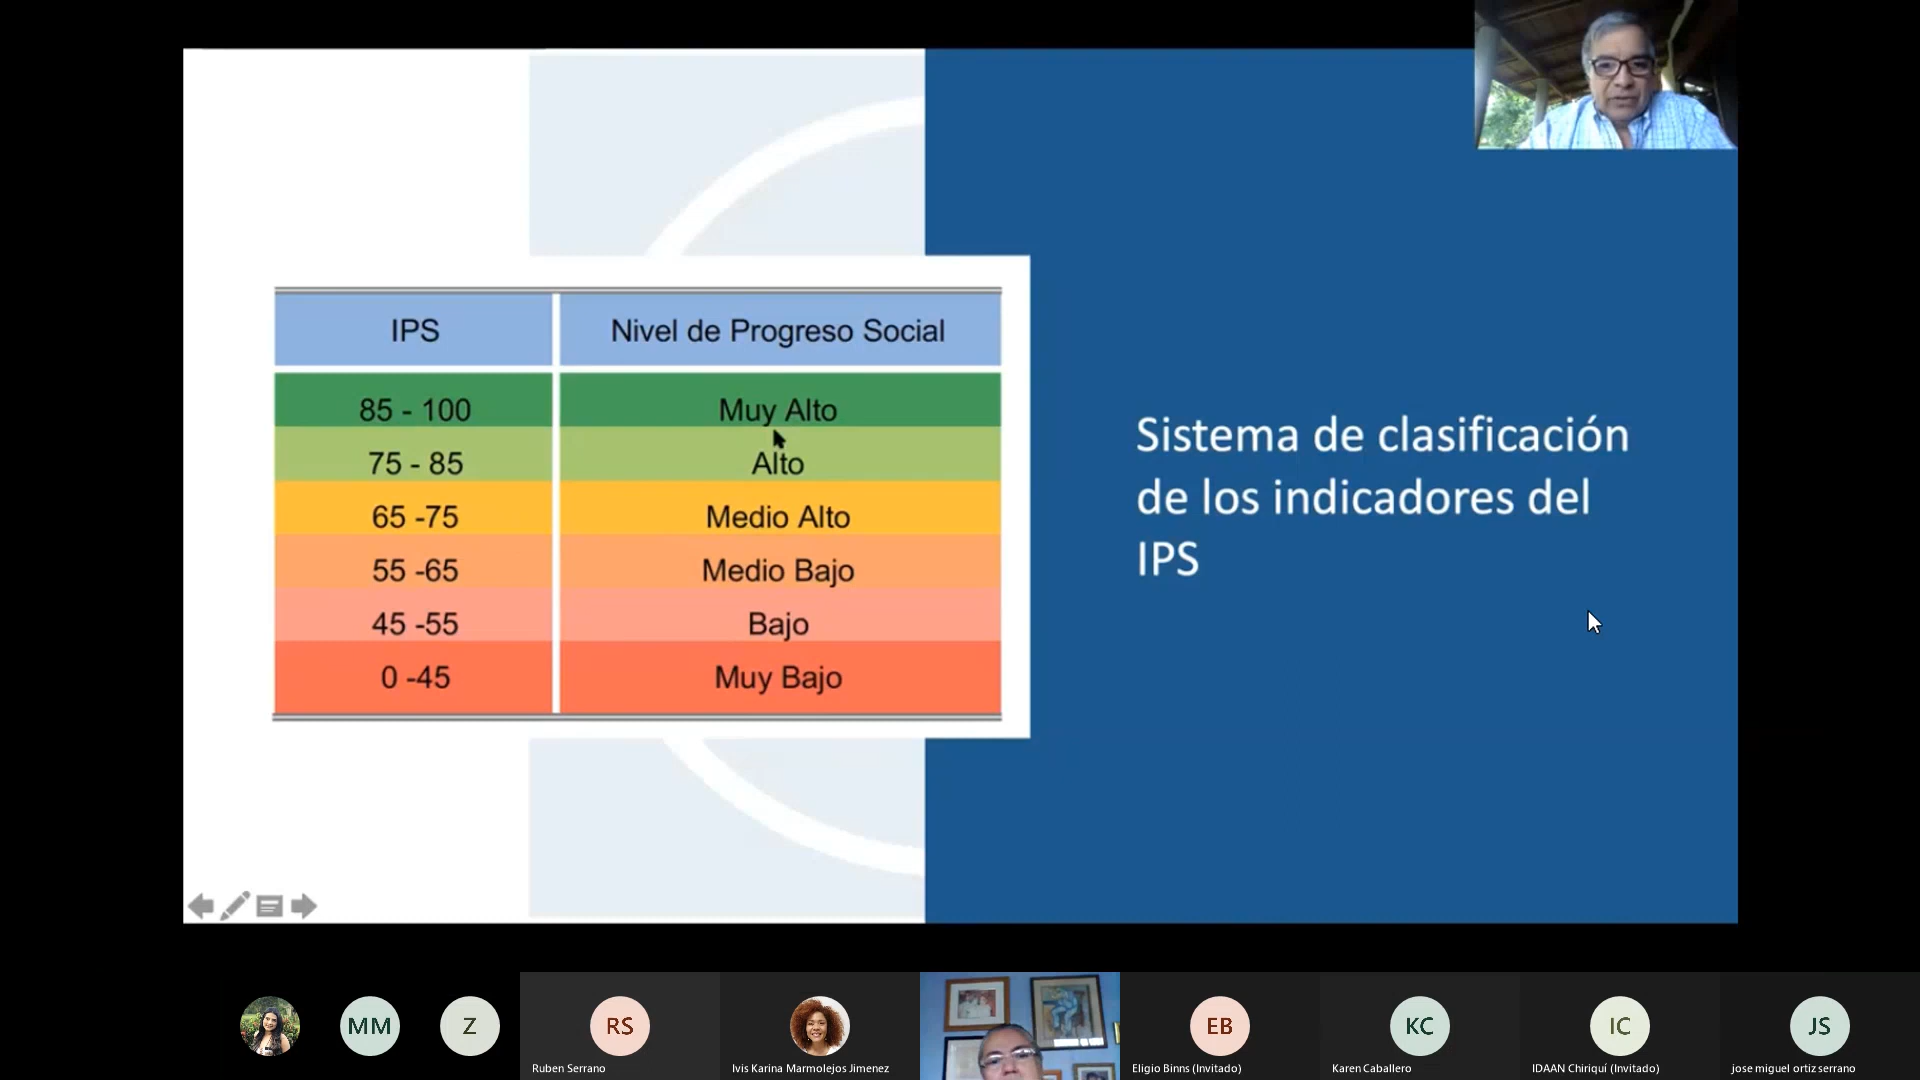 IPS
Nivel de Progreso Social
85 - 100
Muy Alto
75 - 85
Alto
65 -75
Medio Alto
55 -65
Medio Bajo
45 -55
Bajo
0 -45
Muy Bajo
Sistema de clasificación
de los indicadores del
IPS
MM
Z
RS
EB
KC
IC
JS
Ruben Serrano
Ivis Karina Marmolejos Jimenez
Eligio Binns (Invitado)
Karen Caballero
IDAAN Chiriquí (Invitado)
jose miguel ortiz serrano